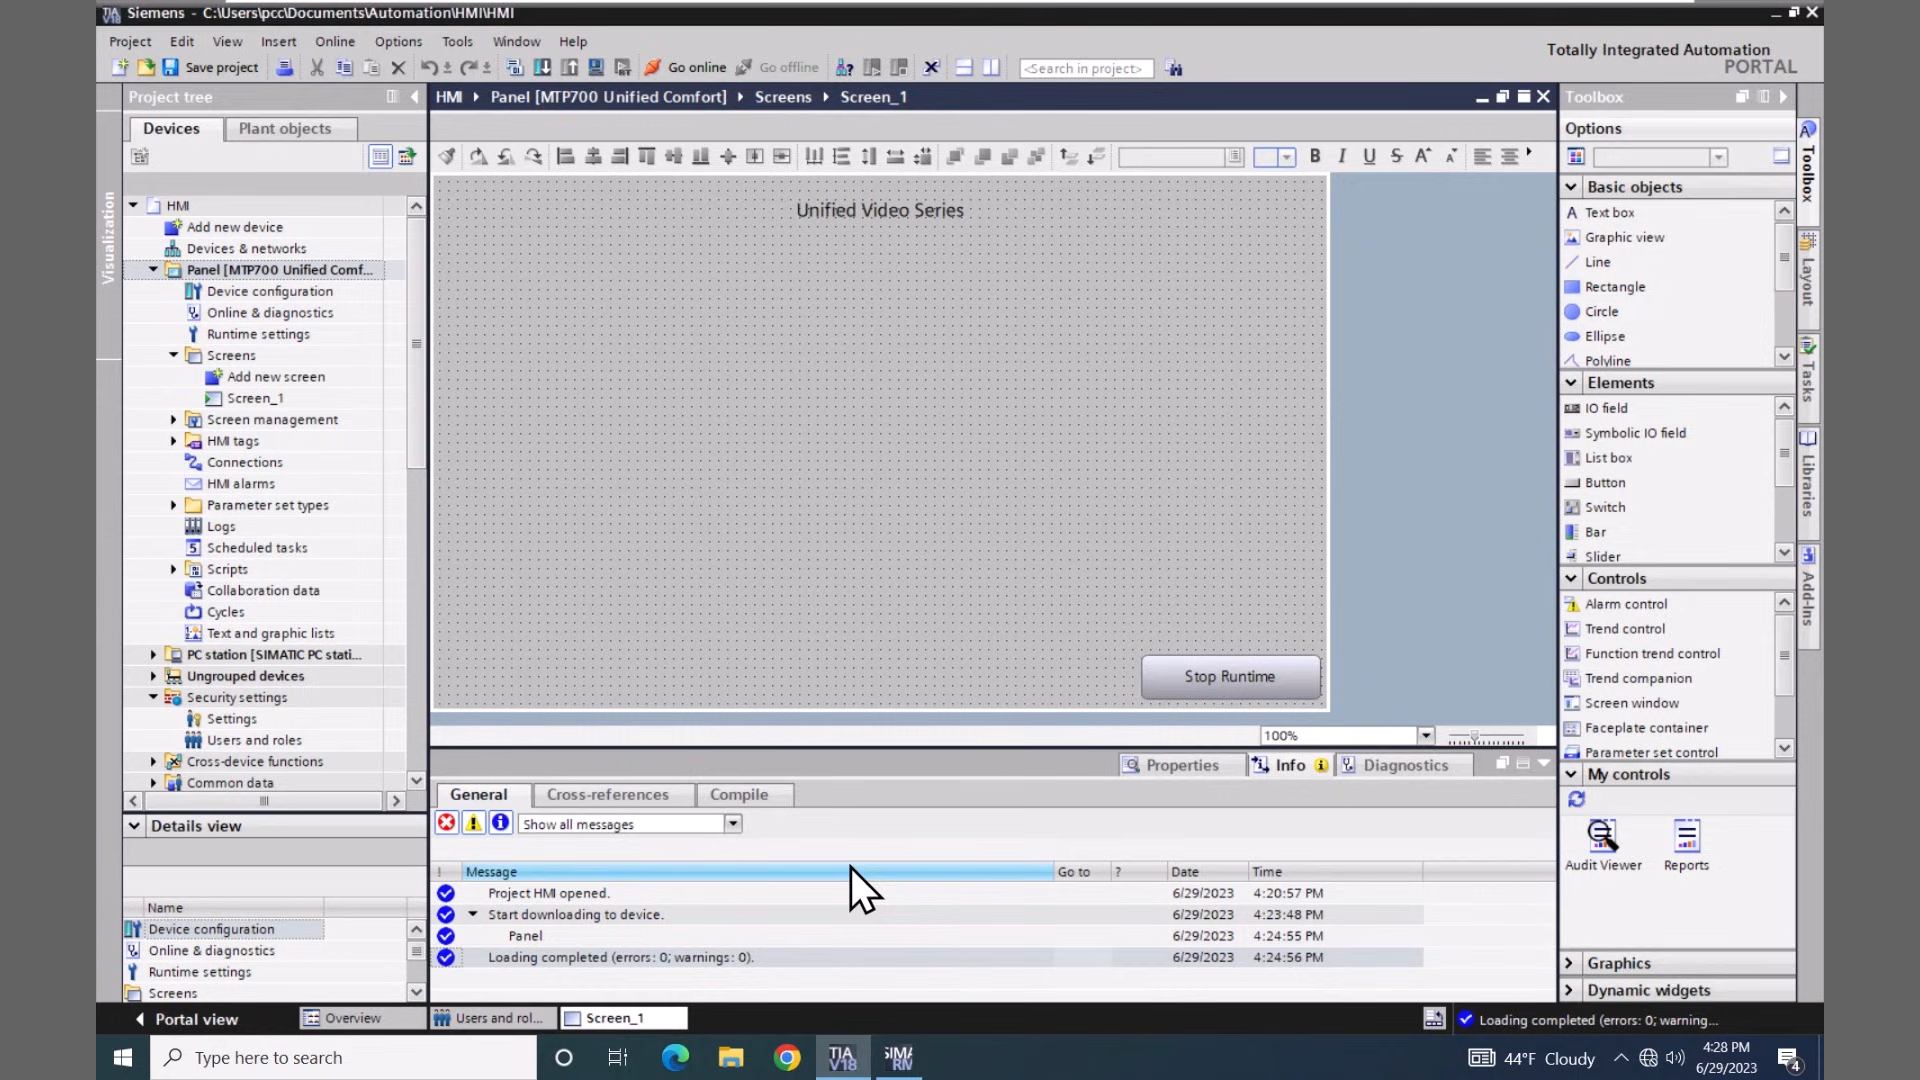 TIA V18 Siemens - C:\Users\pcc\Documents\Automation\HMI\HMI
Project Edit View Insert Online Options Tools Window Help
Totally Integrated Automation
PORTAL
Save project Go online Go offline <Search in project>
Project tree
HMI Panel [MTP700 Unified Comfort] Screens Screen_1
Toolbox
Devices Plant objects
Options
Visualization
B I U S A A
HMI
Add new device
Devices & networks
Panel [MTP700 Unified Comf...
Device configuration
Online & diagnostics
Runtime settings
Screens
Add new screen
Screen_1
Screen management
HMI tags
Connections
HMI alarms
Parameter set types
Logs
Scheduled tasks
Scripts
Collaboration data
Cycles
Text and graphic lists
PC station [SIMATIC PC stati...
Ungrouped devices
Security settings
Settings
Users and roles
Cross-device functions
Common data
Details view
Name
Device configuration
Online & diagnostics
Runtime settings
Screens
Unified Video Series
Stop Runtime
100%
Properties Info Diagnostics
General Cross-references Compile
Show all messages
! Message Go to ? Date Time
Project HMI opened. 6/29/2023 4:20:57 PM
Start downloading to device. 6/29/2023 4:23:48 PM
Panel 6/29/2023 4:24:55 PM
Loading completed (errors: 0; warnings: 0). 6/29/2023 4:24:56 PM
Basic objects
A Text box
Graphic view
Line
Rectangle
Circle
Ellipse
Polyline
Elements
IO field
Symbolic IO field
List box
Button
Switch
Bar
Slider
Controls
Alarm control
Trend control
Function trend control
Trend companion
Screen window
Faceplate container
Parameter set control
My controls
Audit Viewer Reports
Graphics
Dynamic widgets
Toolbox
Layout
Tasks
Libraries
Add-Ins
Portal view Overview Users and rol... Screen_1 Loading completed (errors: 0; warning...
Type here to search
TIA V18
44°F Cloudy
4:28 PM
6/29/2023
4